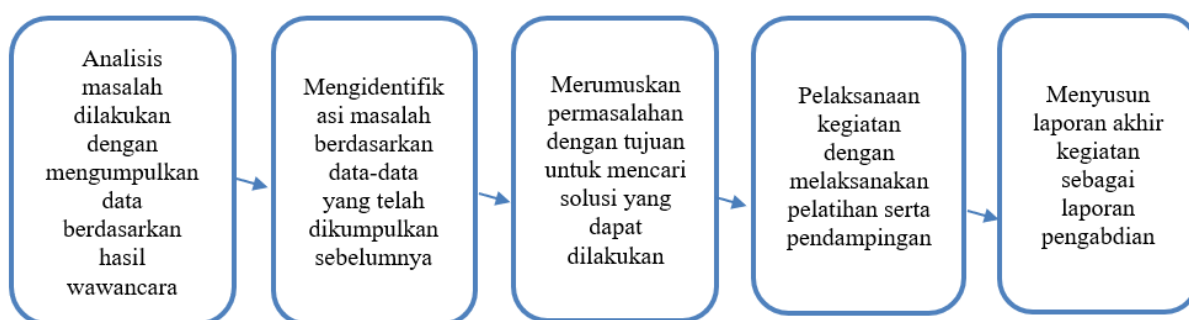 Analisis
masalah
dilakukan
dengan
mengumpulkan
data
berdasarkan
hasil
wawancara
Mengidentifik
asi masalah
berdasarkan
data-data
yang telah
dikumpulkan
sebelumnya
Merumuskan
permasalahan
dengan tujuan
untuk mencari
solusi yang
dapat
dilakukan
Pelaksanaan
kegiatan
dengan
melaksanakan
pelatihan serta
pendampingan
Menyusun
laporan akhir
kegiatan
sebagai
laporan
pengabdian